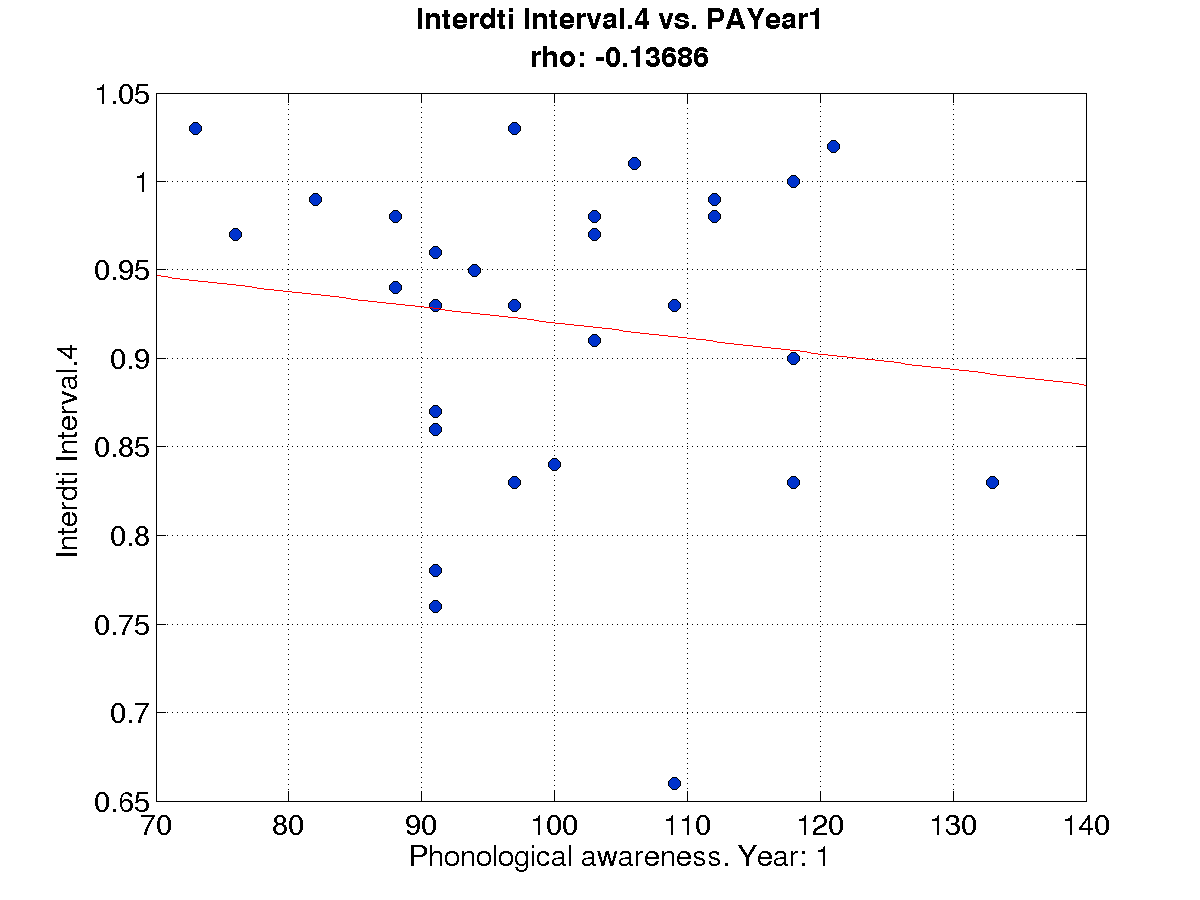 Interdti Interval.4 vs. PAYear1
rho: -0.13686
1.05
1
0.95
0.9
0.85
0.8
0.75
0.7
0.65
Interdti Interval.4
70 80 90 100 110 120 130 140
Phonological awareness. Year: 1